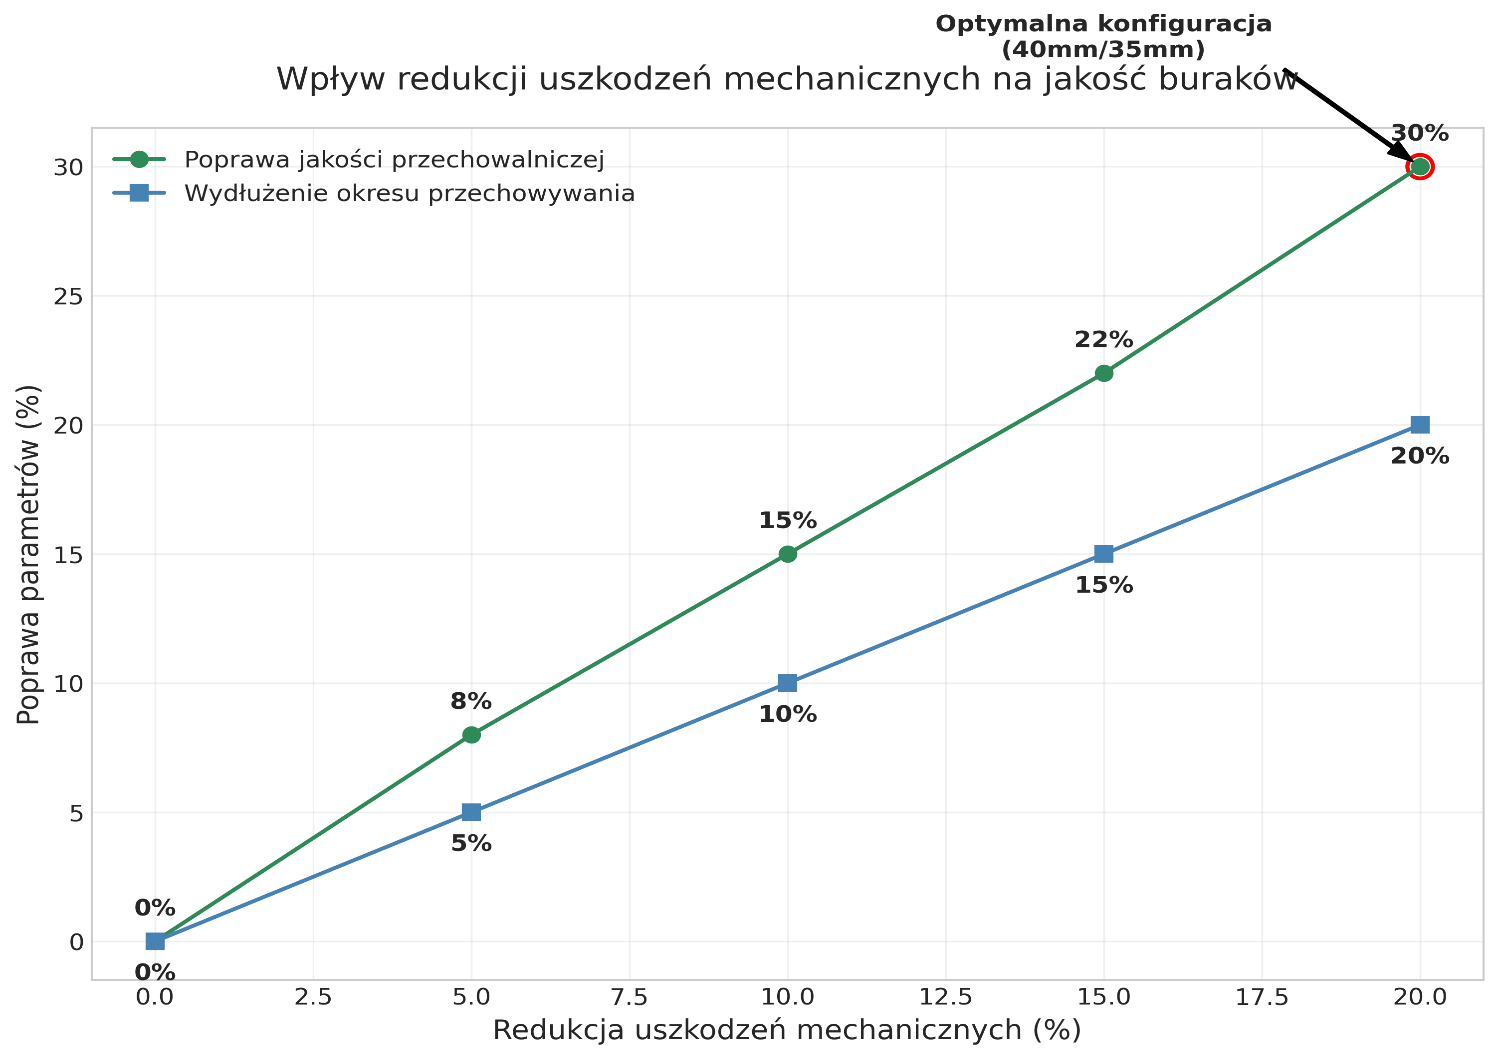 Optymalna konfiguracja
(40mm/35mm)
Wpływ redukcji uszkodzeń mechanicznych na jakość buraków
Poprawa jakości przechowalniczej
Wydłużenie okresu przechowywania
30%
22%
20%
15%
15%
10%
8%
5%
0%
0%
Poprawa parametrów (%)
30
25
20
15
10
5
0
0.0 2.5 5.0 7.5 10.0 12.5 15.0 17.5 20.0
Redukcja uszkodzeń mechanicznych (%)